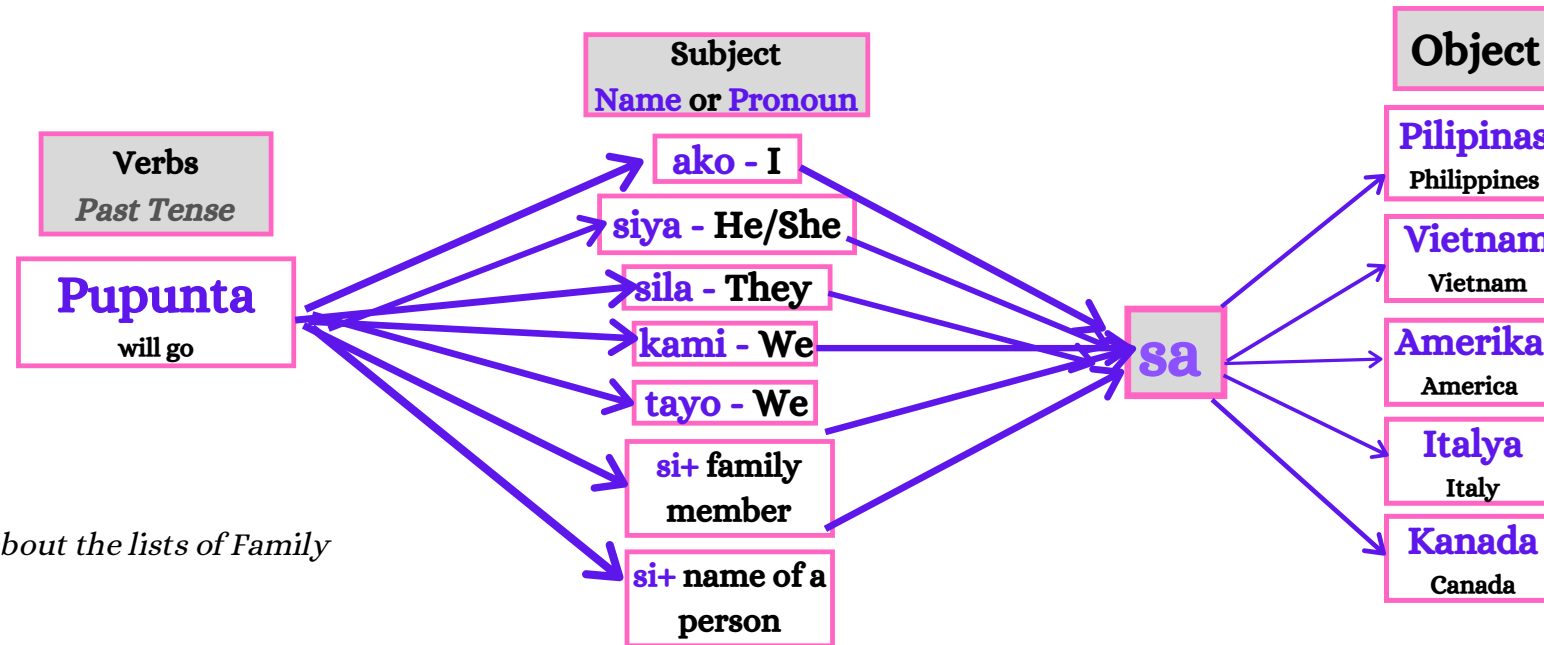 Verbs
Past Tense
Pupunta
will go
bout the lists of Family
Subject
Name or Pronoun
ako - I
siya - He/She
sila - They
kami - We
tayo - We
si+ family
member
si+ name of a
person
sa
Object
Pilipinas
Philippines
Vietnam
Vietnam
Amerika
America
Italya
Italy
Kanada
Canada